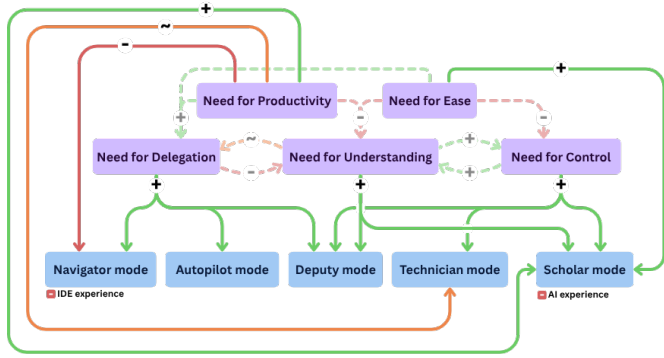 +
~
-
+
Need for Productivity
Need for Ease
+
-
-
Need for Delegation
~
-
Need for Understanding
+
+
Need for Control
+
+
+
Navigator mode
Autopilot mode
Deputy mode
Technician mode
Scholar mode
- IDE experience
- AI experience